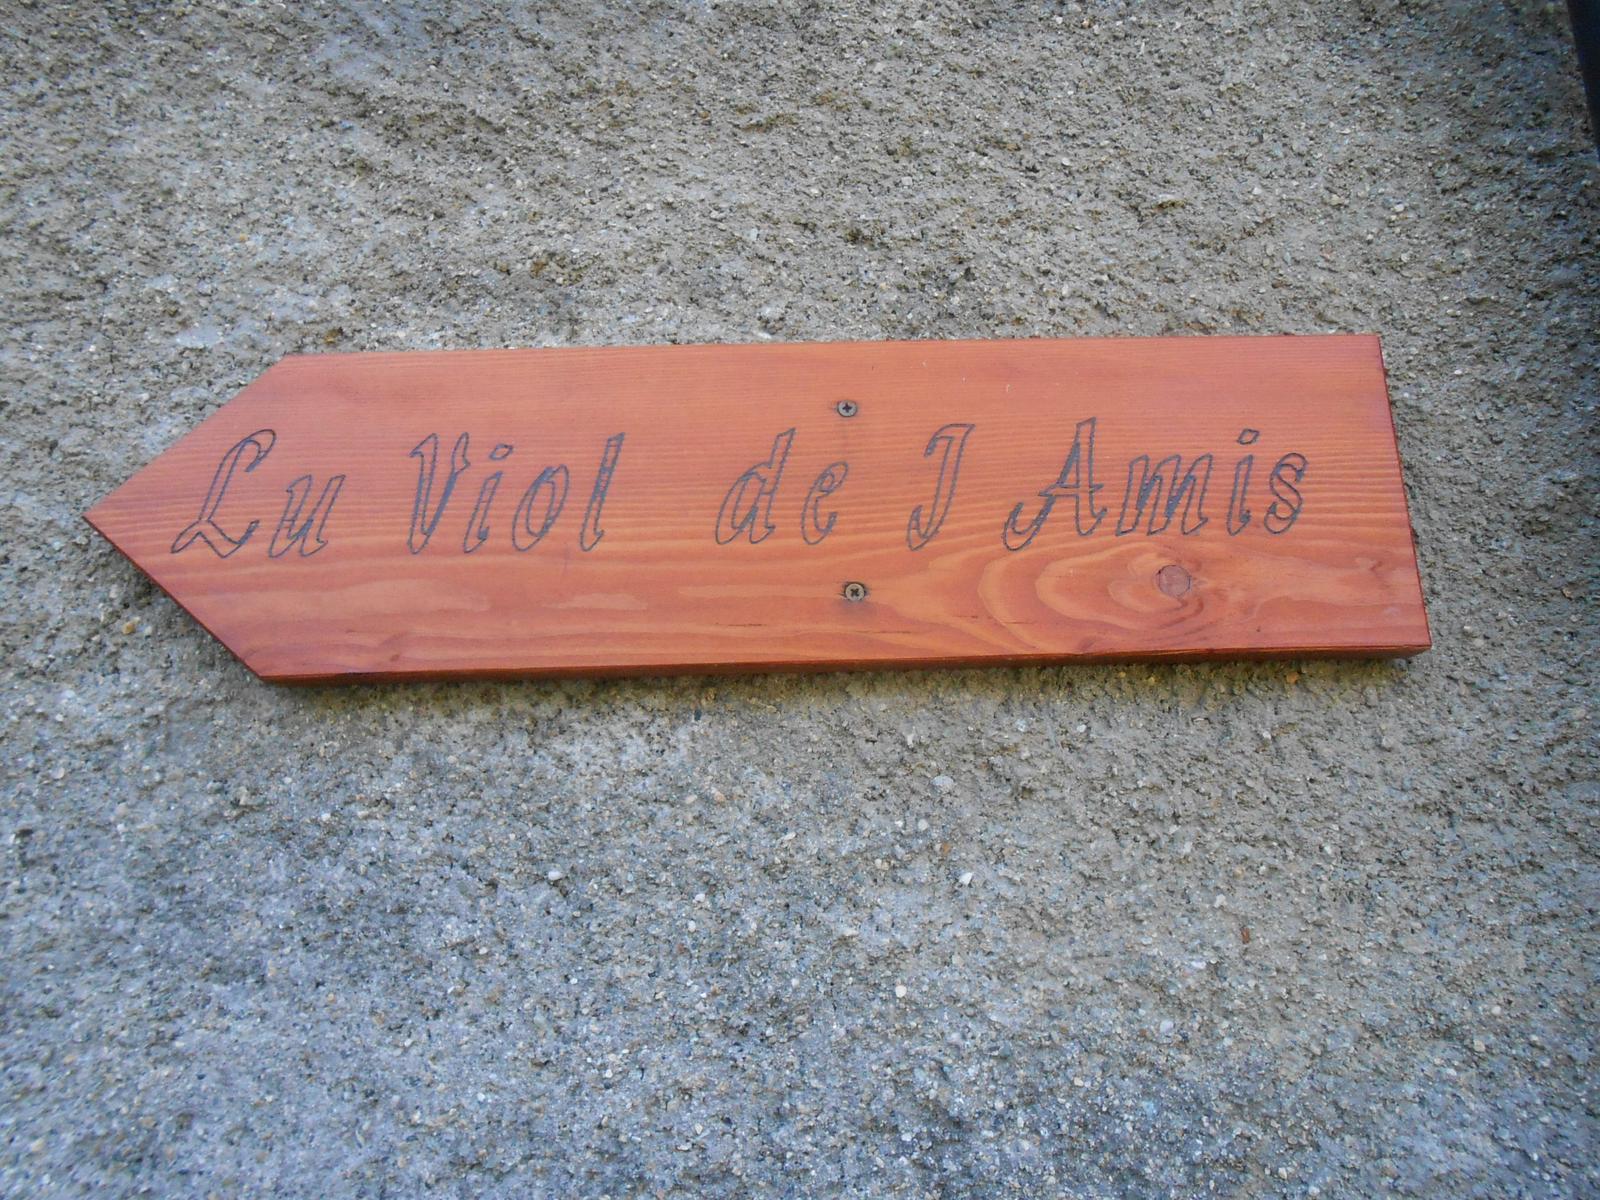 Lu Viol de J Amis